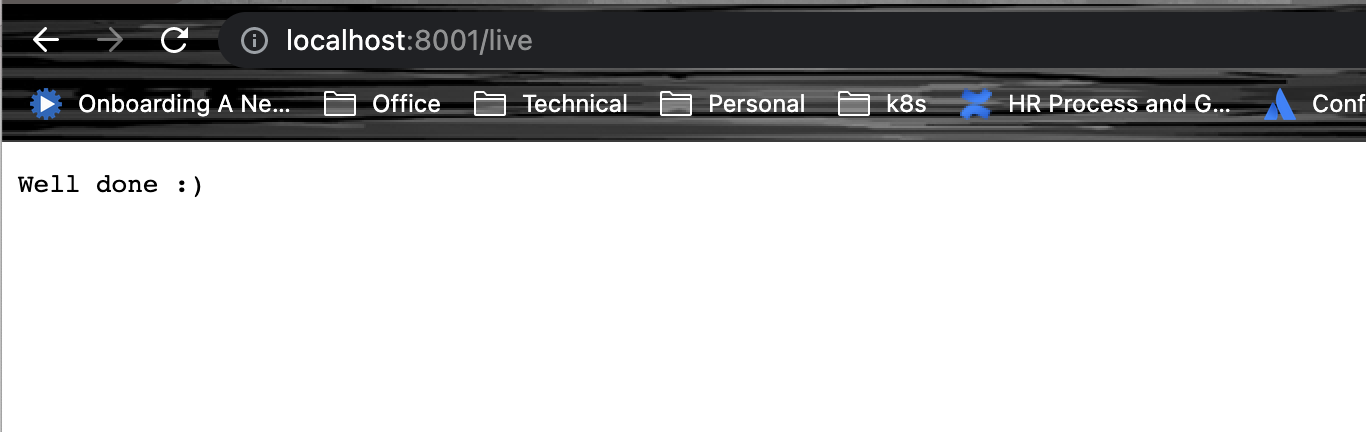 localhost:8001/live
Onboarding A Ne... Office Technical Personal k8s HR Process and G... Conf
Well done :)